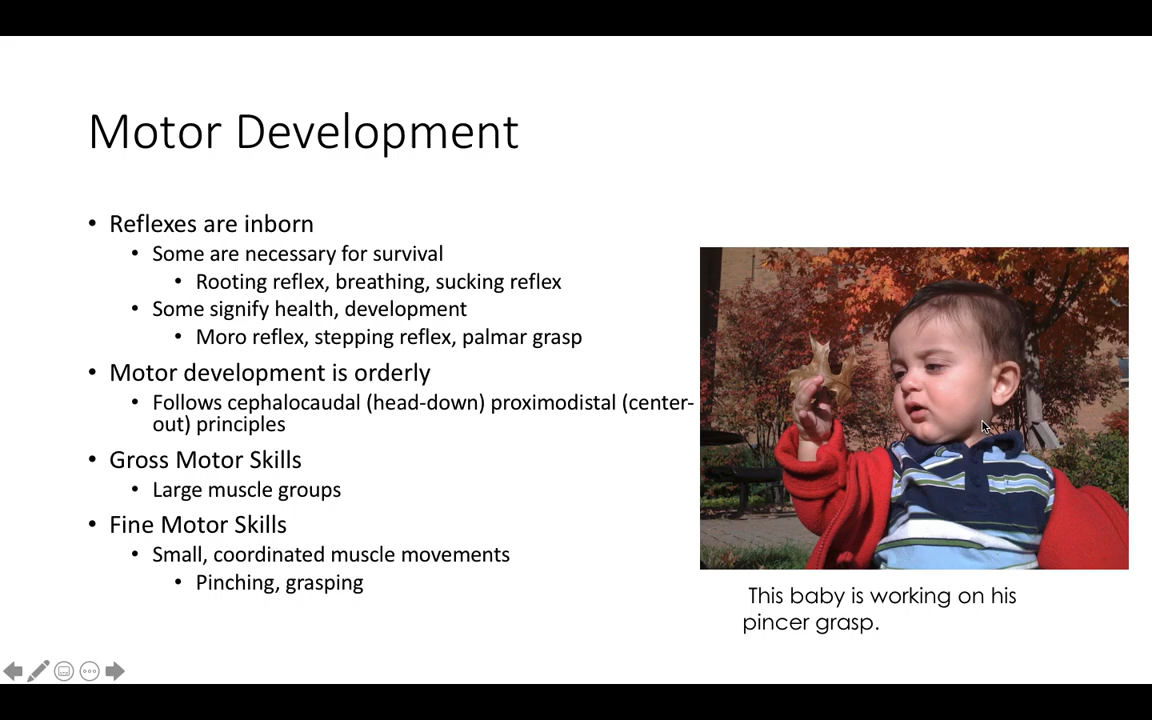 Motor Development
• Reflexes are inborn
• Some are necessary for survival
• Rooting reflex, breathing, sucking reflex
• Some signify health, development
• Moro reflex, stepping reflex, palmar grasp
• Motor development is orderly
• Follows cephalocaudal (head-down) proximodistal (center-
out) principles
• Gross Motor Skills
• Large muscle groups
• Fine Motor Skills
• Small, coordinated muscle movements
• Pinching, grasping
This baby is working on his
pincer grasp.